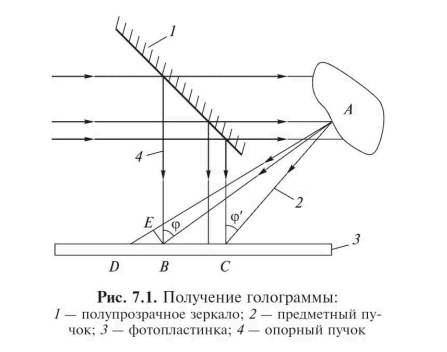 1
A
4
E
φ
φ′
2
3
D
B
C
Рис. 7.1. Получение голограммы:
1 — полупрозрачное зеркало; 2 — предметный пу-
чок; 3 — фотопластинка; 4 — опорный пучок